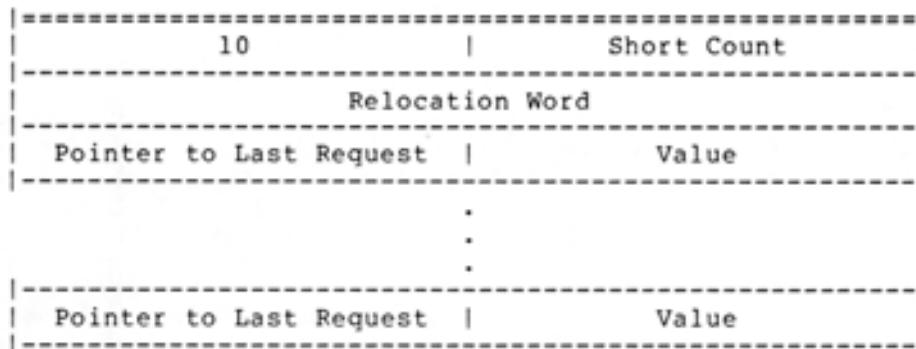 |==================================================
| 10 | Short Count
|--------------------------------------------------
| Relocation Word
|--------------------------------------------------
| Pointer to Last Request | Value
|--------------------------------------------------
.
.
.
|--------------------------------------------------
| Pointer to Last Request | Value
|--------------------------------------------------